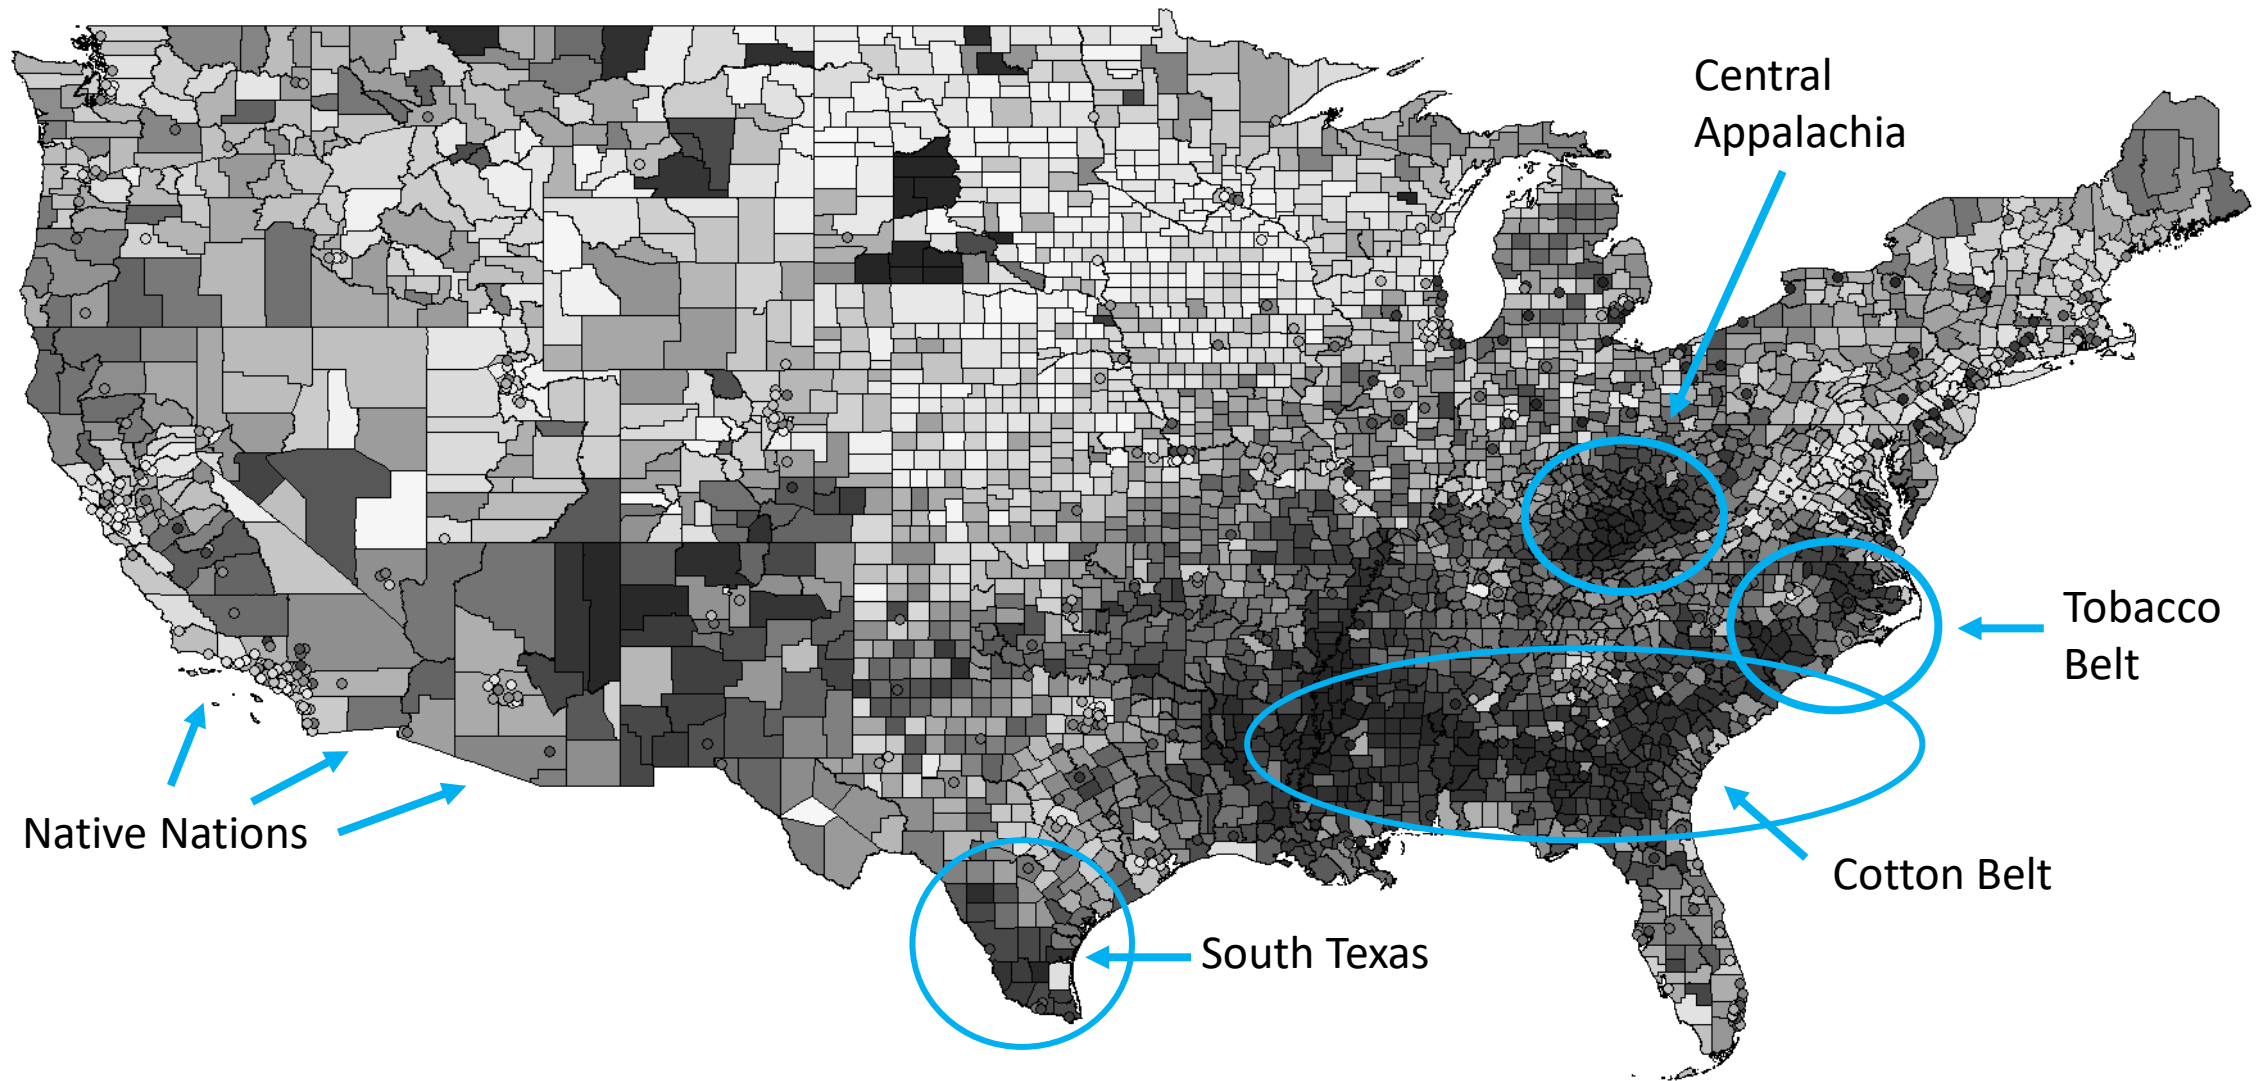 Central
Appalachia
Tobacco
Belt
Native Nations
Cotton Belt
South Texas